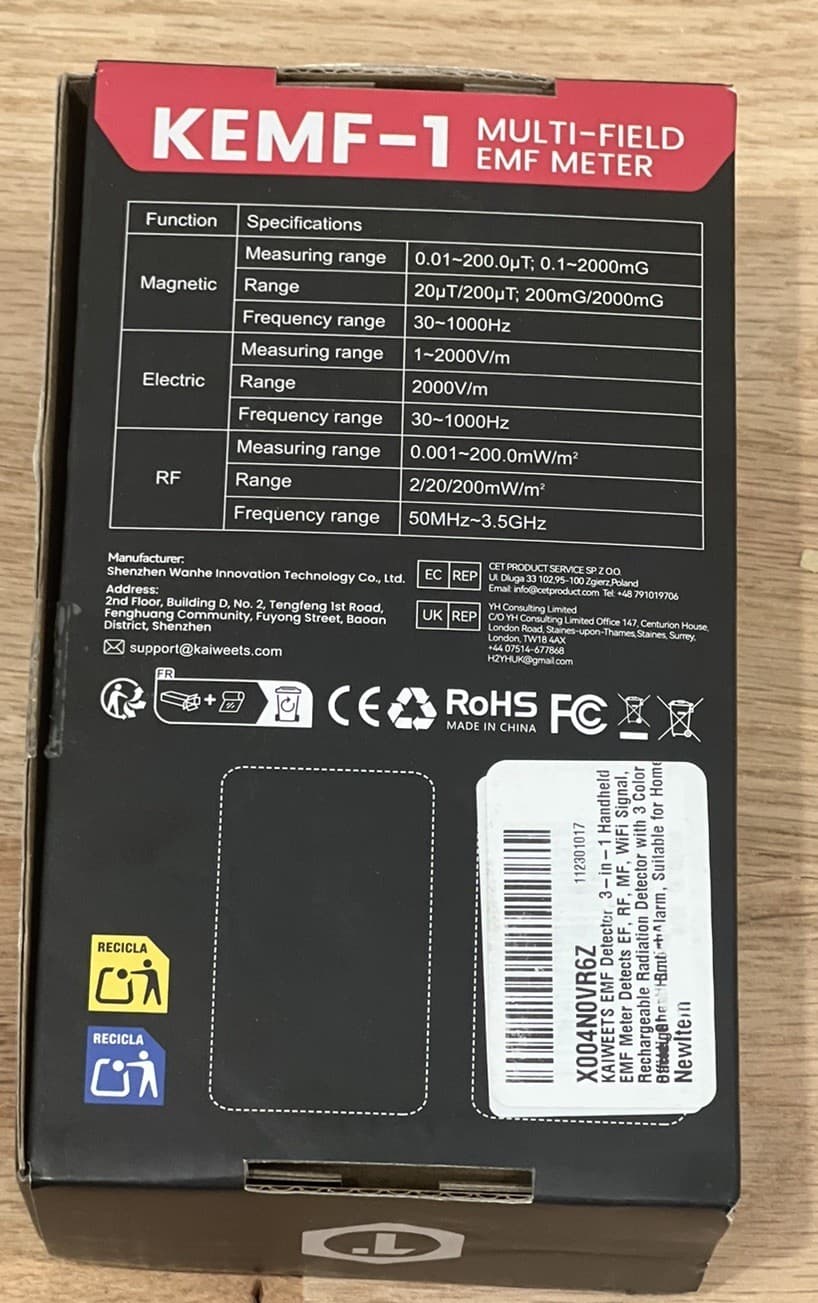 KEMF-1 MULTI-FIELD
EMF METER
Function Specifications
Magnetic
Measuring range 0.01~200.0μT; 0.1~2000mG
Range 20μT/200μT; 200mG/2000mG
Frequency range 30~1000Hz
Electric
Measuring range 1~2000V/m
Range 2000V/m
Frequency range 30~1000Hz
RF
Measuring range 0.001~200.0mW/m²
Range 2/20/200mW/m²
Frequency range 50MHz~3.5GHz
Manufacturer:
Shenzhen Wanhe Innovation Technology Co., Ltd.
Address:
2nd Floor, Building D, No. 2, Tengfeng 1st Road,
Fenghuang Community, Fuyong Street, Baoan
District, Shenzhen
support@kaiweets.com
EC REP
CET PRODUCT SERVICE SP Z O.O.
Ul. Dluga 33 102,95-100 Zgierz,Poland
Email: info@cetproduct.com Tel: +48 791019706
UK REP
YH Consulting Limited
C/O YH Consulting Limited Office 147, Centurion House,
London Road, Staines-upon-Thames,Staines, Surrey,
London, TW18 4AX
+44 07514-677868
H2YHUK@gmail.com
FR
+
CE
RoHS
MADE IN CHINA
FC
RECICLA
RECICLA
112301017
X004N0VR6Z
KAIWEETS EMF Detector, 3-in-1 Handheld
EMF Meter Detects EF, RF, MF, WiFi Signal,
Rechargeable Radiation Detector with 3 Color
Alarm, Suitable for Home
NewItem